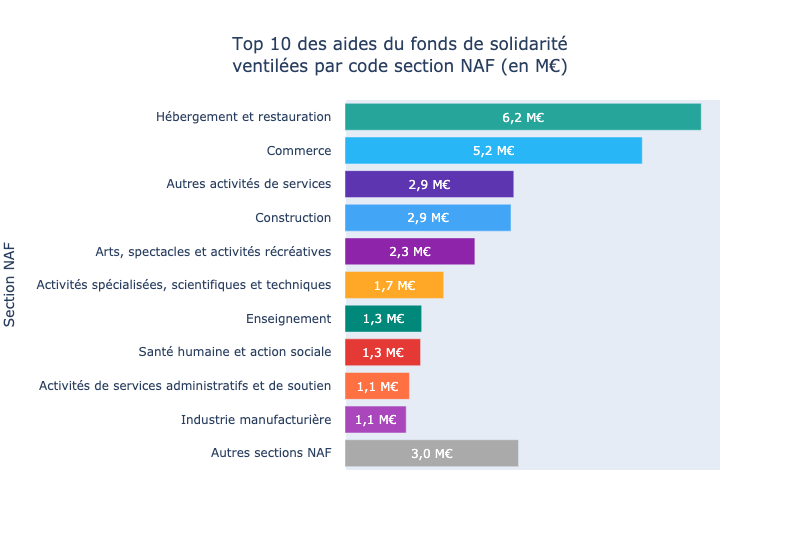 Top 10 des aides du fonds de solidarité
ventilées par code section NAF (en M€)
Section NAF
Hébergement et restauration 6,2 M€
Commerce 5,2 M€
Autres activités de services 2,9 M€
Construction 2,9 M€
Arts, spectacles et activités récréatives 2,3 M€
Activités spécialisées, scientifiques et techniques 1,7 M€
Enseignement 1,3 M€
Santé humaine et action sociale 1,3 M€
Activités de services administratifs et de soutien 1,1 M€
Industrie manufacturière 1,1 M€
Autres sections NAF 3,0 M€